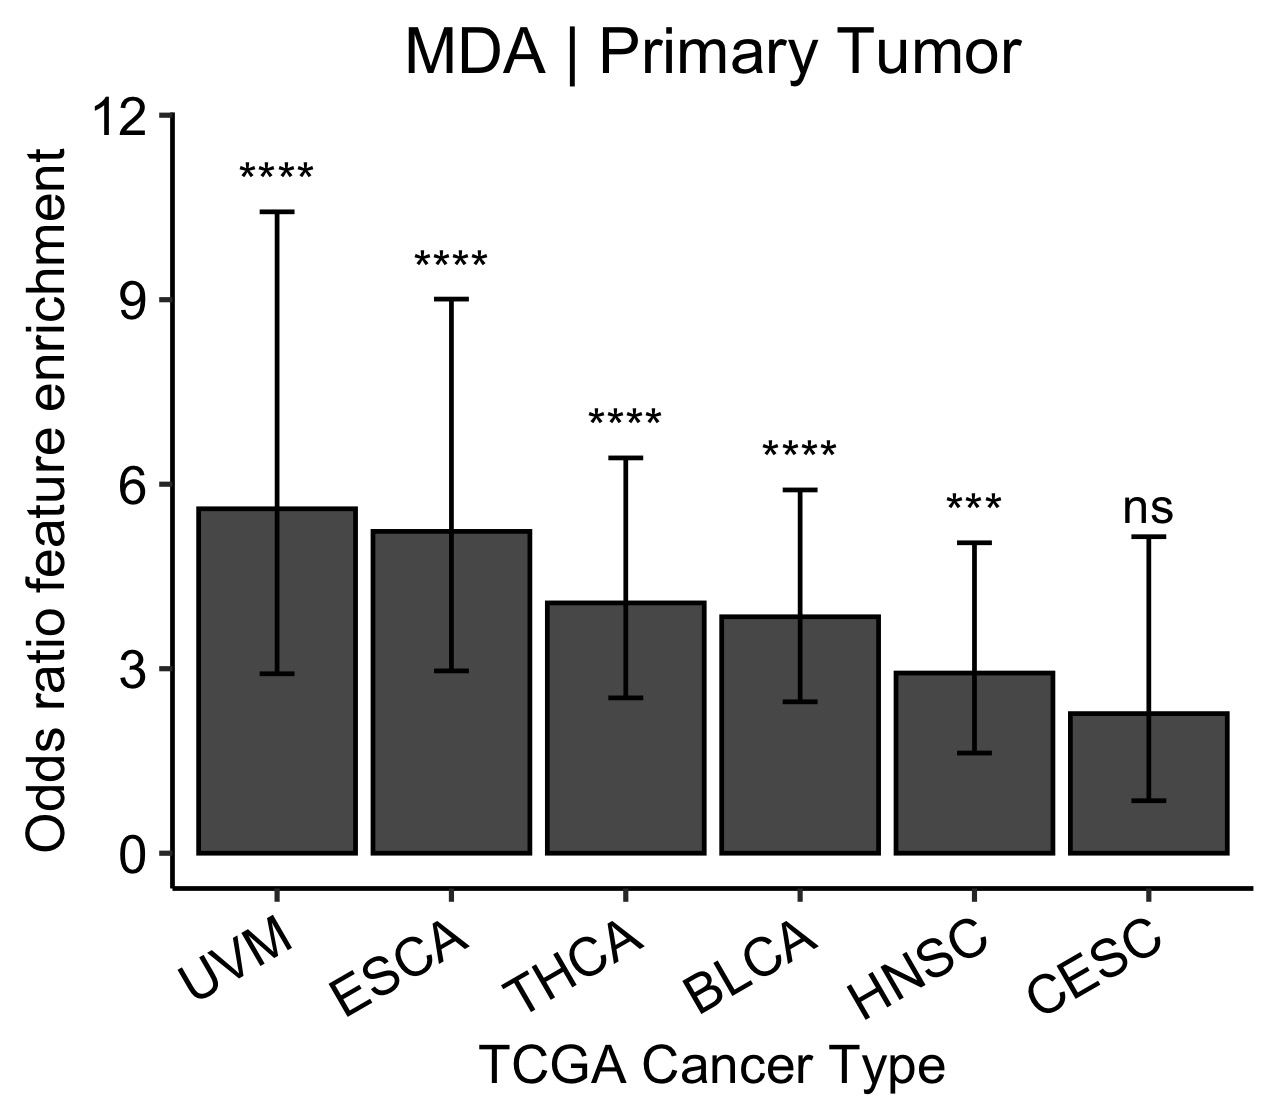 MDA | Primary Tumor
Odds ratio feature enrichment
12
9
6
3
0
****
****
****
****
***
ns
UVM
ESCA
THCA
BLCA
HNSC
CESC
TCGA Cancer Type